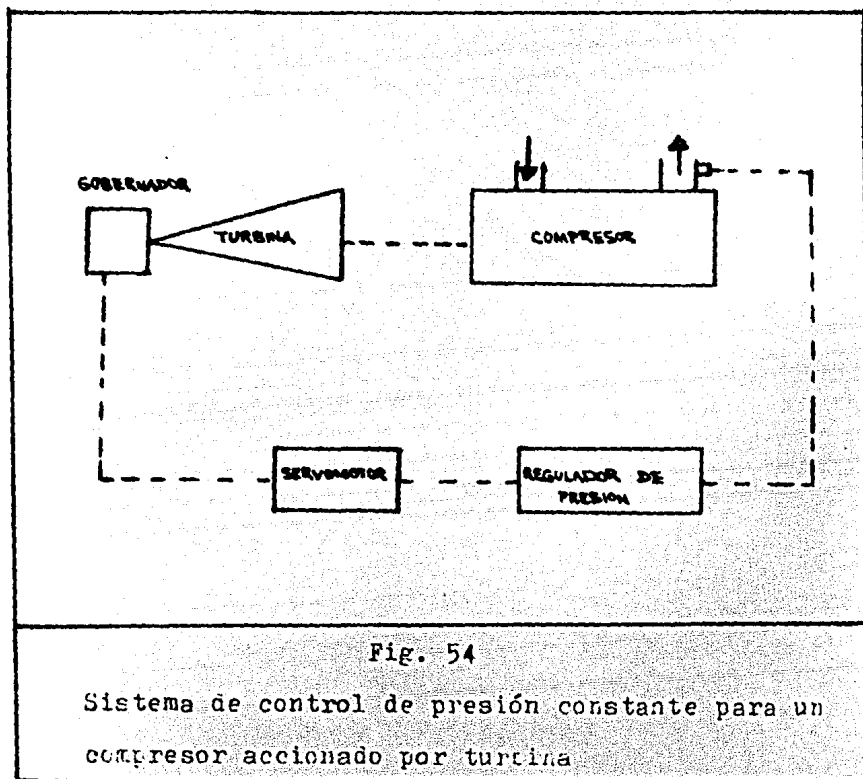 GOBERNADOR
TURBINA
COMPRESOR
SERVOMOTOR
REGULADOR DE
PRESION
Fig. 54
Sistema de control de presión constante para un
compresor accionado por turbina